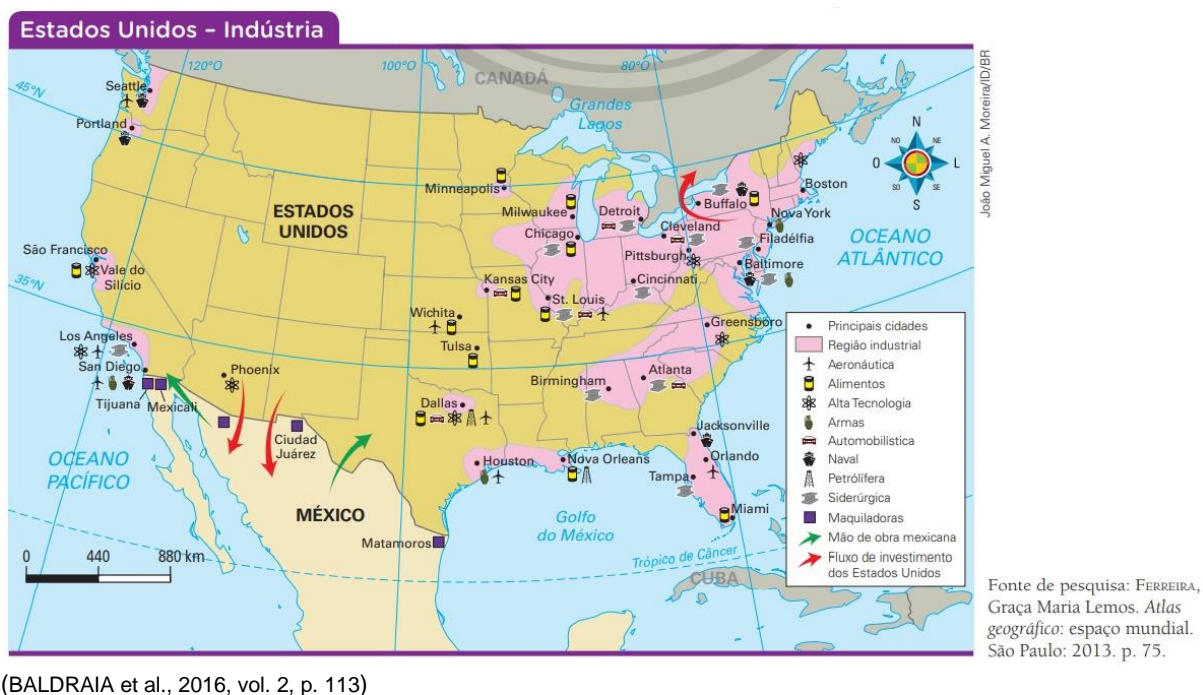 Estados Unidos – Indústria
120°O
100°O
80°O
CANADÁ
45°N
Seattle
Portland
Grandes
Lagos
N
NO
NE
O
L
SO
SE
S
Minneapolis
Milwaukee
Detroit
Buffalo
Boston
Nova York
ESTADOS
UNIDOS
Chicago
Cleveland
Filadélfia
OCEANO
ATLÂNTICO
São Francisco
Vale do
Silício
Pittsburgh
Baltimore
Kansas City
Cincinnati
35°N
St. Louis
Wichita
Greensboro
Los Angeles
Tulsa
San Diego
Phoenix
Birmingham
Atlanta
Tijuana
Mexicali
Dallas
Ciudad
Juárez
Jacksonville
OCEANO
PACÍFICO
Houston
Nova Orleans
Orlando
Tampa
MÉXICO
Golfo
do México
Miami
Matamoros
Trópico de Câncer
CUBA
0
440
880 km
Principais cidades
Região industrial
Aeronáutica
Alimentos
Alta Tecnologia
Armas
Automobilística
Naval
Petrólífera
Siderúrgica
Maquiladoras
Mão de obra mexicana
Fluxo de investimento
dos Estados Unidos
João Miguel A. Moreira/ID/BR
Fonte de pesquisa: FERREIRA,
Graça Maria Lemos. Atlas
geográfico: espaço mundial.
São Paulo: 2013. p. 75.
(BALDRAIA et al., 2016, vol. 2, p. 113)